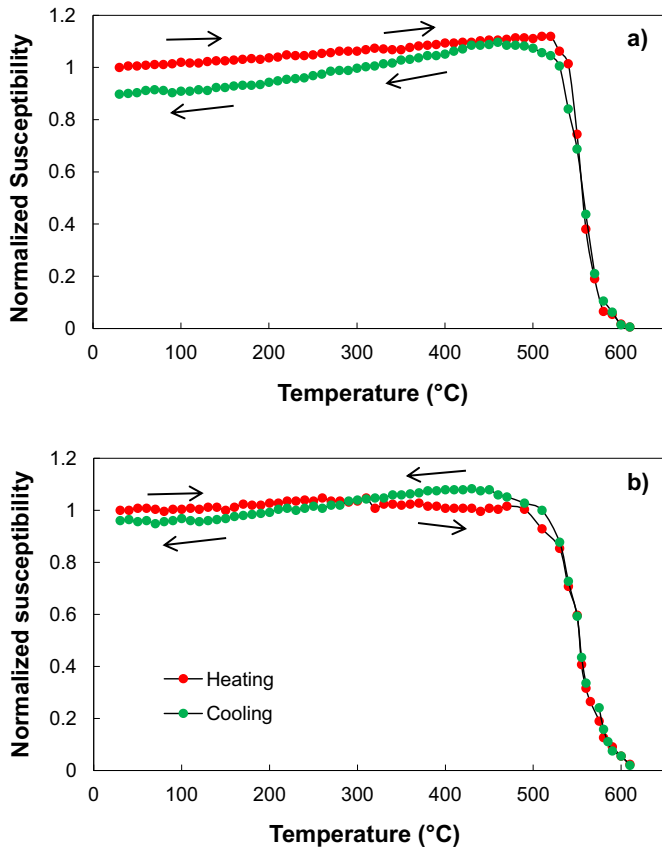 a)
Normalized Susceptibility
1.2
1
0.8
0.6
0.4
0.2
0
0 100 200 300 400 500 600
Temperature (°C)
b)
Normalized susceptibility
1.2
1
0.8
0.6
0.4
0.2
0
Heating
Cooling
0 100 200 300 400 500 600
Temperature (°C)